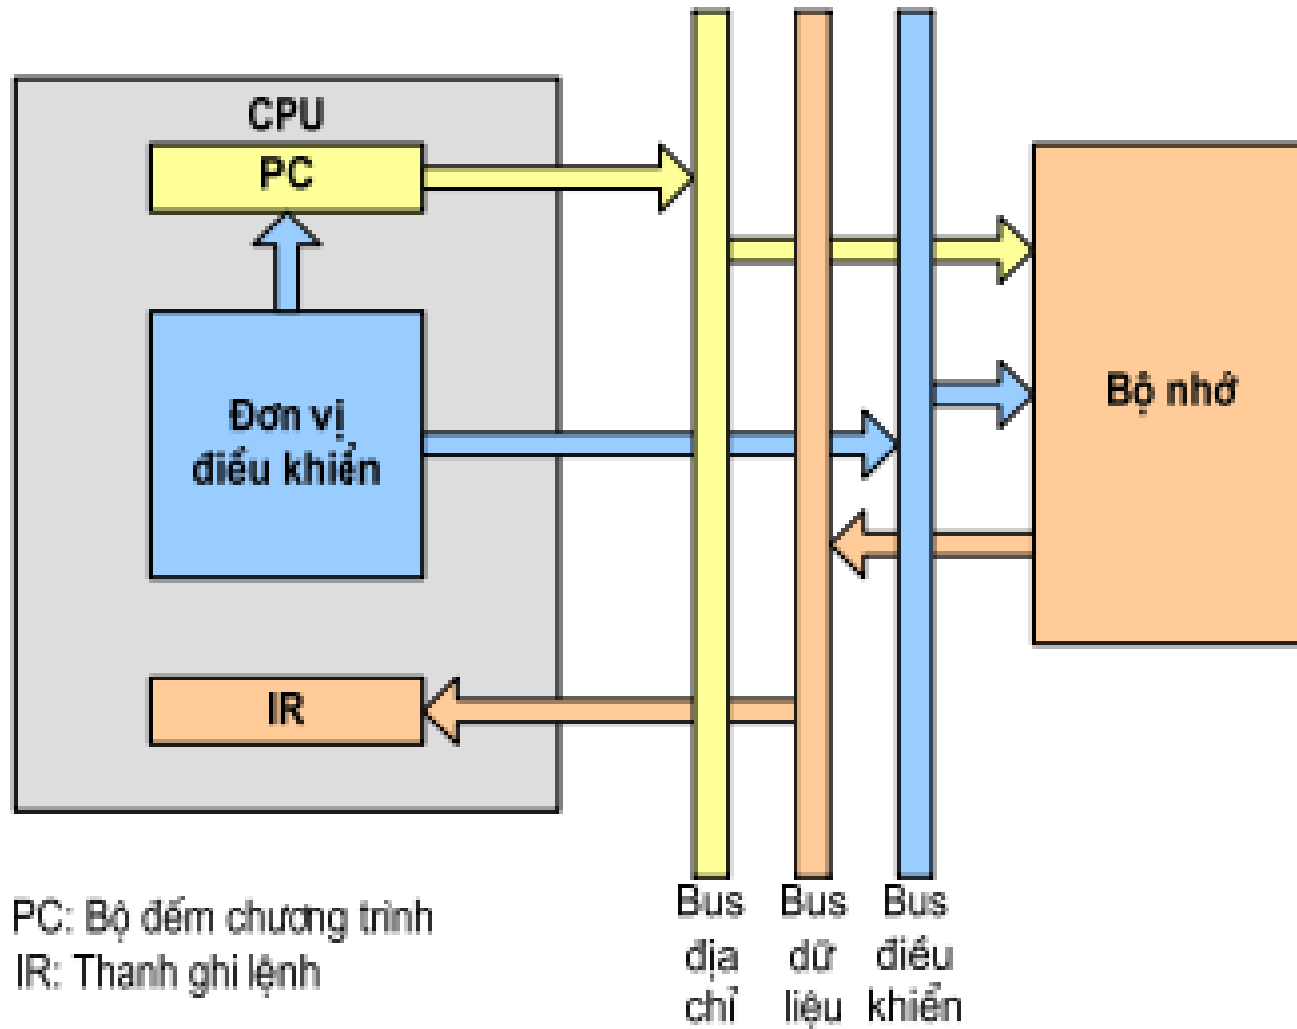 CPU
PC
Đơn vị
điều khiển
Bộ nhớ
IR
Bus
địa
chỉ
Bus
dữ
liệu
Bus
điều
khiển
PC: Bộ đếm chương trình
IR: Thanh ghi lệnh